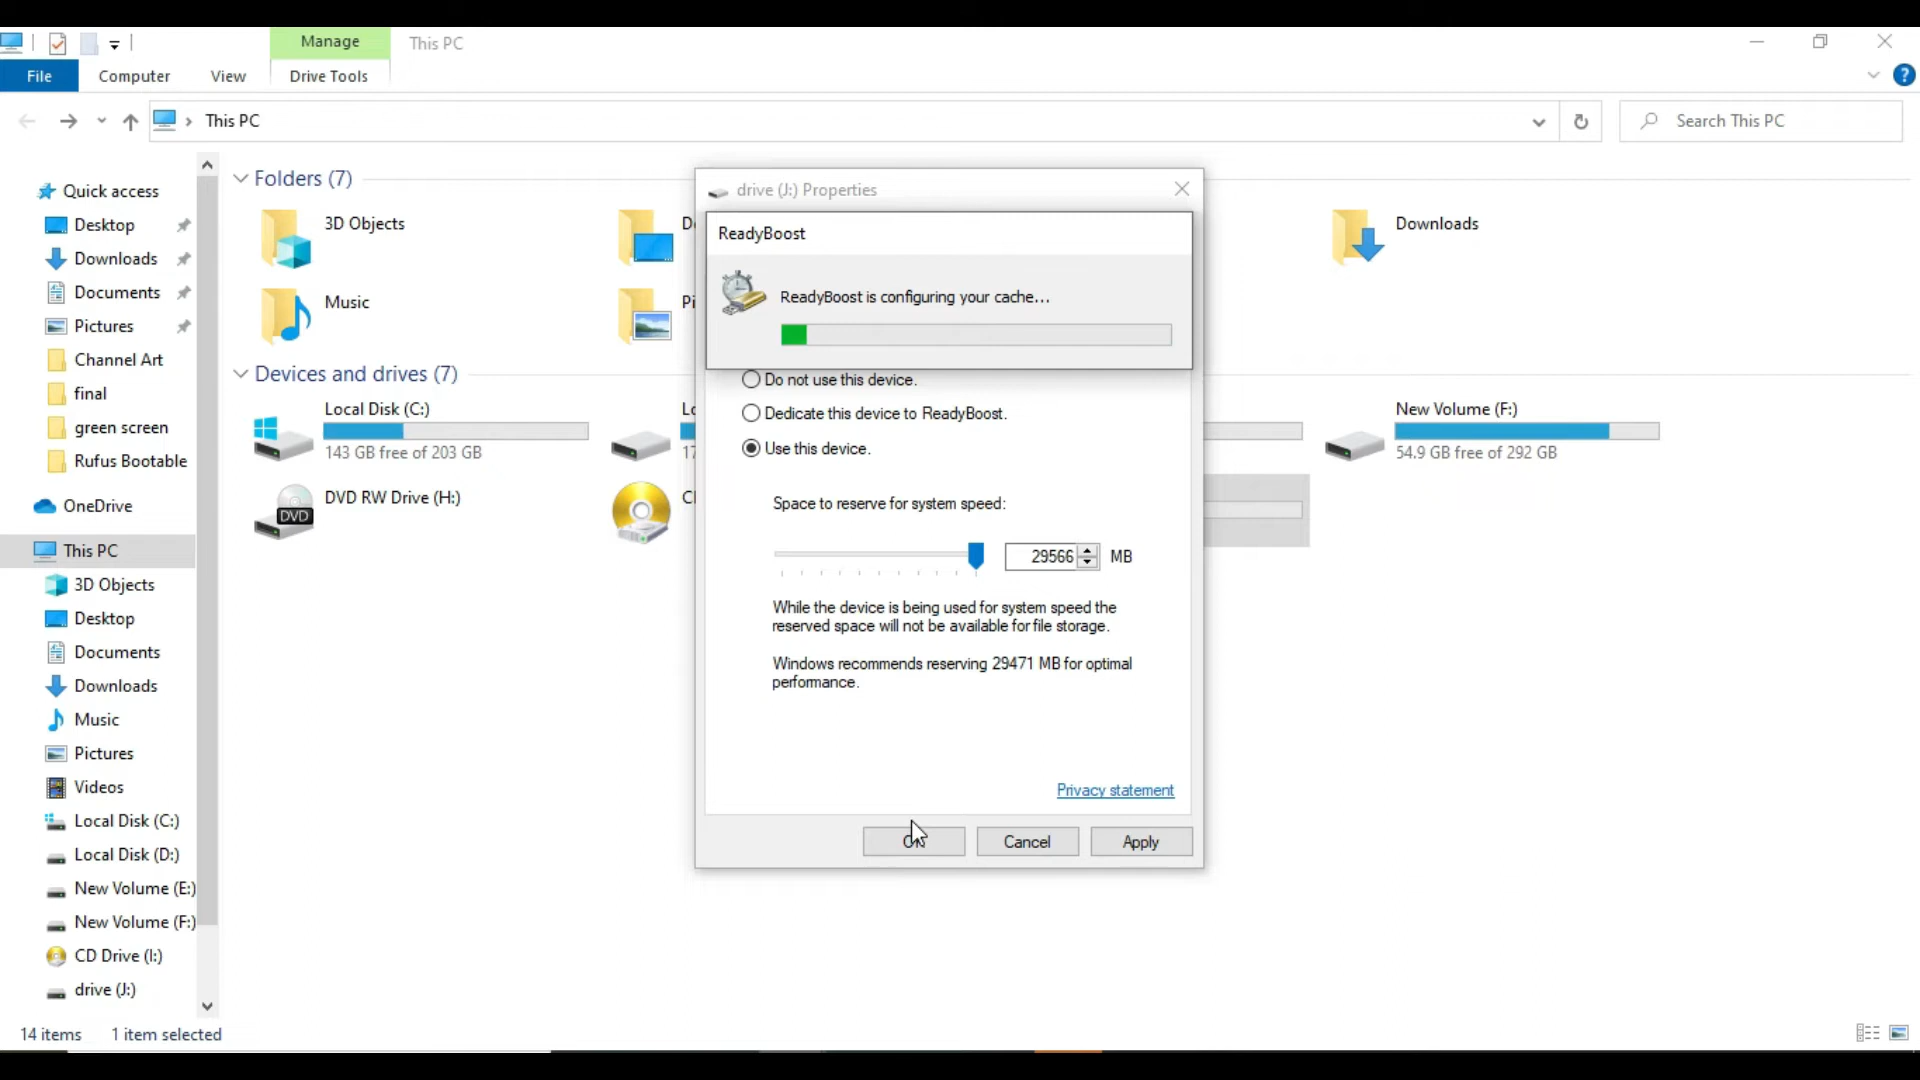 Manage
This PC
File
Computer
View
Drive Tools
This PC
Search This PC
Quick access
Desktop
Downloads
Documents
Pictures
Channel Art
final
green screen
Rufus Bootable
OneDrive
This PC
3D Objects
Desktop
Documents
Downloads
Music
Pictures
Videos
Local Disk (C:)
Local Disk (D:)
New Volume (E:)
New Volume (F:)
CD Drive (I:)
drive (J:)
Folders (7)
3D Objects
Downloads
Music
Devices and drives (7)
Local Disk (C:)
143 GB free of 203 GB
New Volume (F:)
54.9 GB free of 292 GB
DVD RW Drive (H:)
DVD
drive (J:) Properties
ReadyBoost
ReadyBoost is configuring your cache...
Do not use this device.
Dedicate this device to ReadyBoost.
Use this device.
Space to reserve for system speed:
29566 MB
While the device is being used for system speed the
reserved space will not be available for file storage.
Windows recommends reserving 29471 MB for optimal
performance.
Privacy statement
Cancel
Apply
14 items
1 item selected